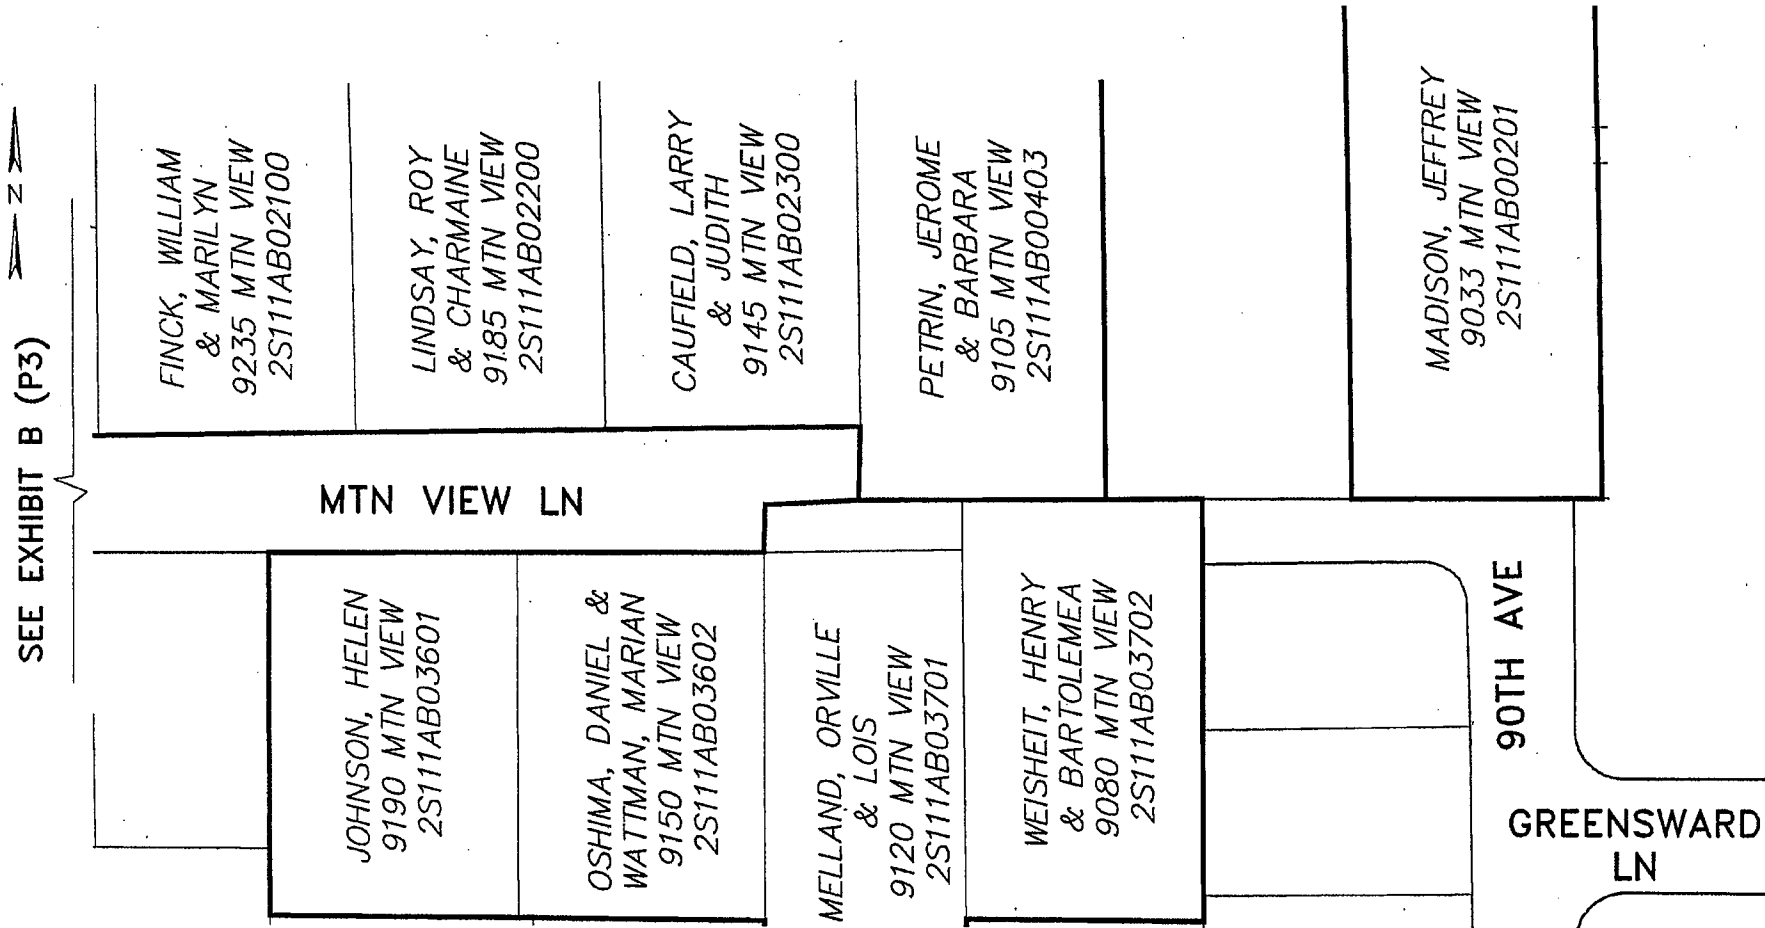 SEE EXHIBIT B (P3)
N
FINCK, WILLIAM
& MARILYN
9235 MTN VIEW
2S111AB02100
LINDSAY, ROY
& CHARMAINE
9185 MTN VIEW
2S111AB02200
CAUFIELD, LARRY
& JUDITH
9145 MTN VIEW
2S111AB02300
PETRIN, JEROME
& BARBARA
9105 MTN VIEW
2S111AB00403
MADISON, JEFFREY
9033 MTN VIEW
2S111AB00201
MTN VIEW LN
JOHNSON, HELEN
9190 MTN VIEW
2S111AB03601
OSHIMA, DANIEL &
WATTMAN, MARIAN
9150 MTN VIEW
2S111AB03602
MELLAND, ORVILLE
& LOIS
9120 MTN VIEW
2S111AB03701
WEISHEIT, HENRY
& BARTOLEMEA
9080 MTN VIEW
2S111AB03702
90TH AVE
GREENSWARD
LN